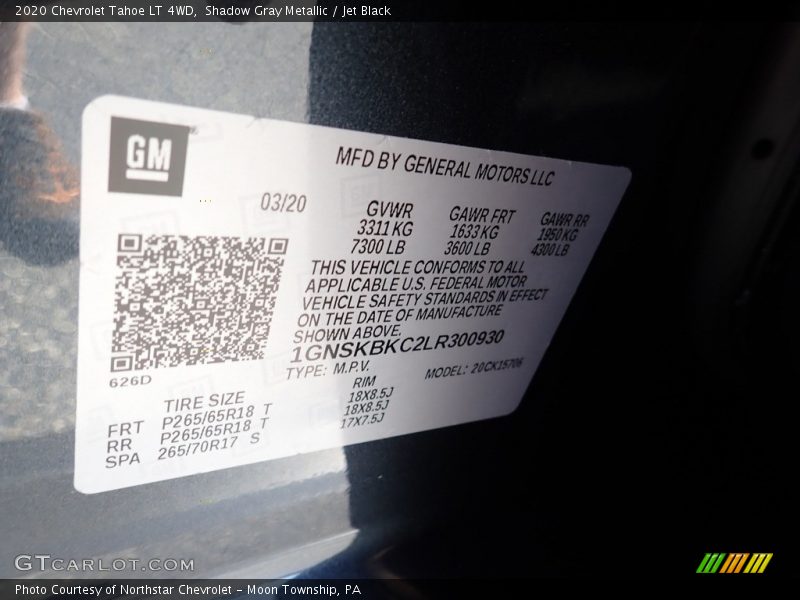 2020 Chevrolet Tahoe LT 4WD, Shadow Gray Metallic / Jet Black
GM
MFD BY GENERAL MOTORS LLC
03/20
GVWR GAWR FRT GAWR RR
3311 KG 1633 KG 1950 KG
7300 LB 3600 LB 4300 LB
THIS VEHICLE CONFORMS TO ALL
APPLICABLE U.S. FEDERAL MOTOR
VEHICLE SAFETY STANDARDS IN EFFECT
ON THE DATE OF MANUFACTURE
SHOWN ABOVE.
1GNSKBKC2LR300930
626D
TYPE: M.P.V. MODEL: 20CK15706
TIRE SIZE RIM
FRT P265/65R18 T 18X8.5J
RR P265/65R18 T 18X8.5J
SPA 265/70R17 S 17X7.5J
GTCARLOT.COM
Photo Courtesy of Northstar Chevrolet - Moon Township, PA